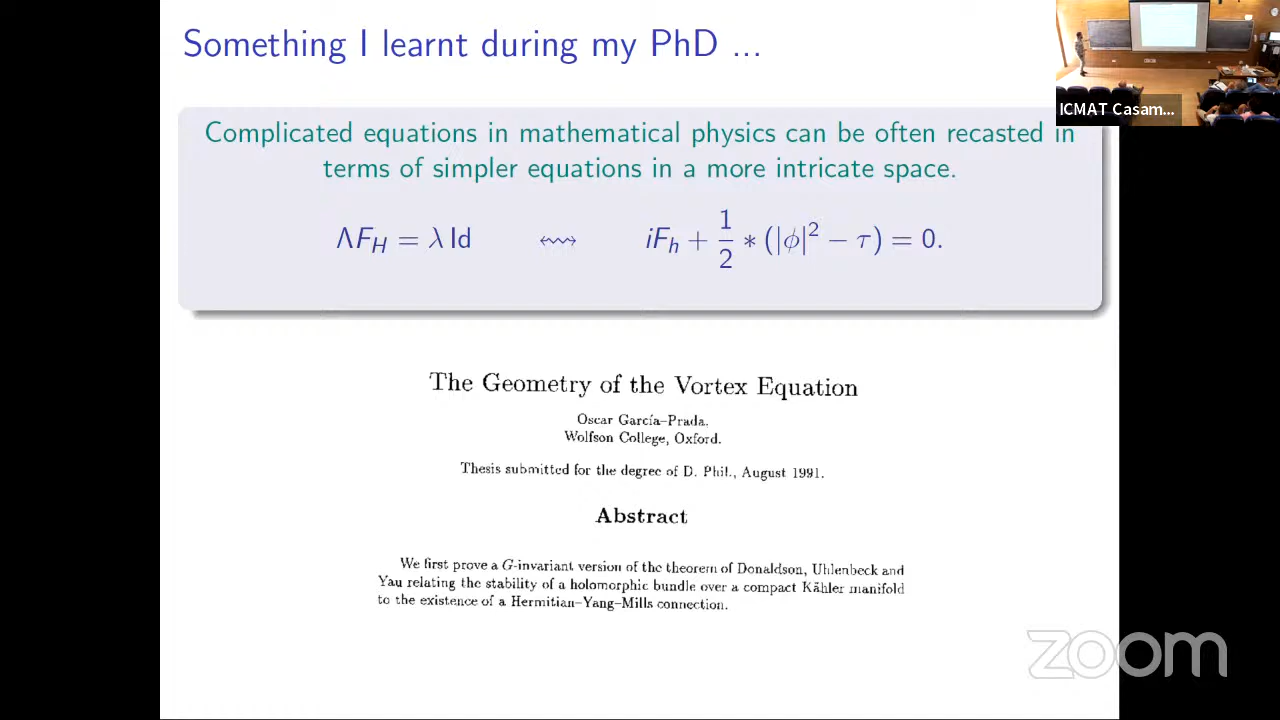 Something I learnt during my PhD ...
ICMAT Casam...
Complicated equations in mathematical physics can be often recasted in
terms of simpler equations in a more intricate space.
ΛF_H = λ Id ↭ iF_h + 1/2 * (|ϕ|² − τ) = 0.
The Geometry of the Vortex Equation
Oscar García–Prada.
Wolfson College, Oxford.
Thesis submitted for the degree of D. Phil., August 1991.
Abstract
We first prove a G-invariant version of the theorem of Donaldson, Uhlenbeck and
Yau relating the stability of a holomorphic bundle over a compact Kähler manifold
to the existence of a Hermitian–Yang–Mills connection.
zoom